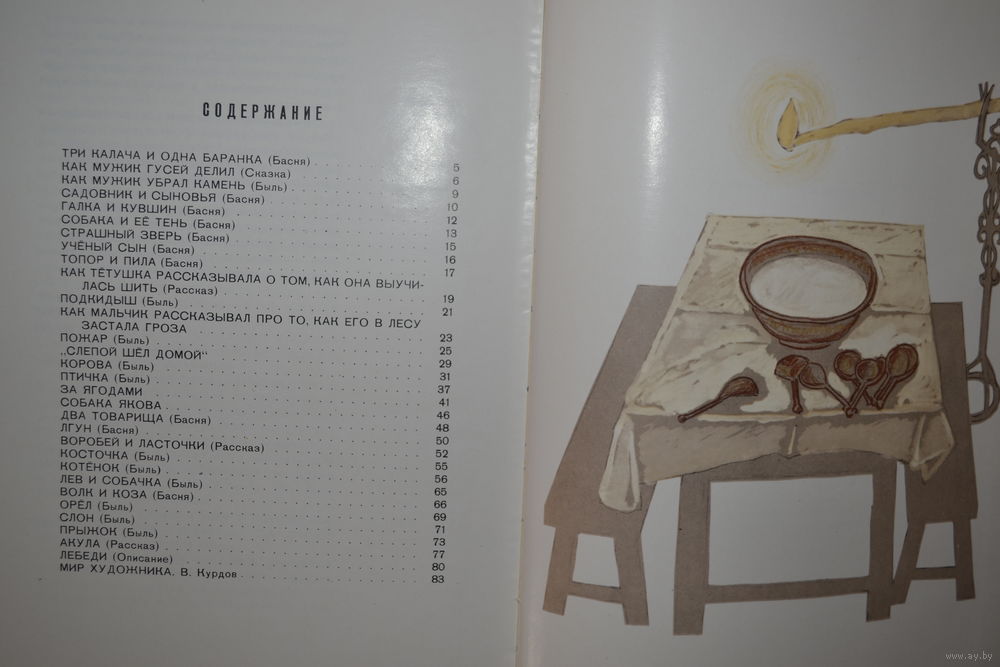 СОДЕРЖАНИЕ
ТРИ КАЛАЧА И ОДНА БАРАНКА (Басня) 5
КАК МУЖИК ГУСЕЙ ДЕЛИЛ (Сказка) 6
КАК МУЖИК УБРАЛ КАМЕНЬ (Быль) 9
САДОВНИК И СЫНОВЬЯ (Басня) 10
ГАЛКА И КУВШИН (Басня) 12
СОБАКА И ЕЁ ТЕНЬ (Басня) 13
СТРАШНЫЙ ЗВЕРЬ (Басня) 15
УЧЁНЫЙ СЫН (Басня) 16
ТОПОР И ПИЛА (Басня) 17
КАК ТЁТУШКА РАССКАЗЫВАЛА О ТОМ, КАК ОНА ВЫУЧИ-
ЛАСЬ ШИТЬ (Рассказ) 19
ПОДКИДЫШ (Быль) 21
КАК МАЛЬЧИК РАССКАЗЫВАЛ ПРО ТО, КАК ЕГО В ЛЕСУ
ЗАСТАЛА ГРОЗА 23
ПОЖАР (Быль) 25
„СЛЕПОЙ ШЁЛ ДОМОЙ“ 29
КОРОВА (Быль) 31
ПТИЧКА (Быль) 37
ЗА ЯГОДАМИ 41
СОБАКА ЯКОВА 46
ДВА ТОВАРИЩА (Басня) 48
ЛГУН (Басня) 50
ВОРОБЕЙ И ЛАСТОЧКИ (Рассказ) 52
КОСТОЧКА (Быль) 55
КОТЁНОК (Быль) 56
ЛЕВ И СОБАЧКА (Быль) 65
ВОЛК И КОЗА (Басня) 66
ОРЁЛ (Быль) 69
СЛОН (Быль) 71
ПРЫЖОК (Быль) 73
АКУЛА (Рассказ) 77
ЛЕБЕДИ (Описание) 80
МИР ХУДОЖНИКА. В. Курдов 83
www.ay.by